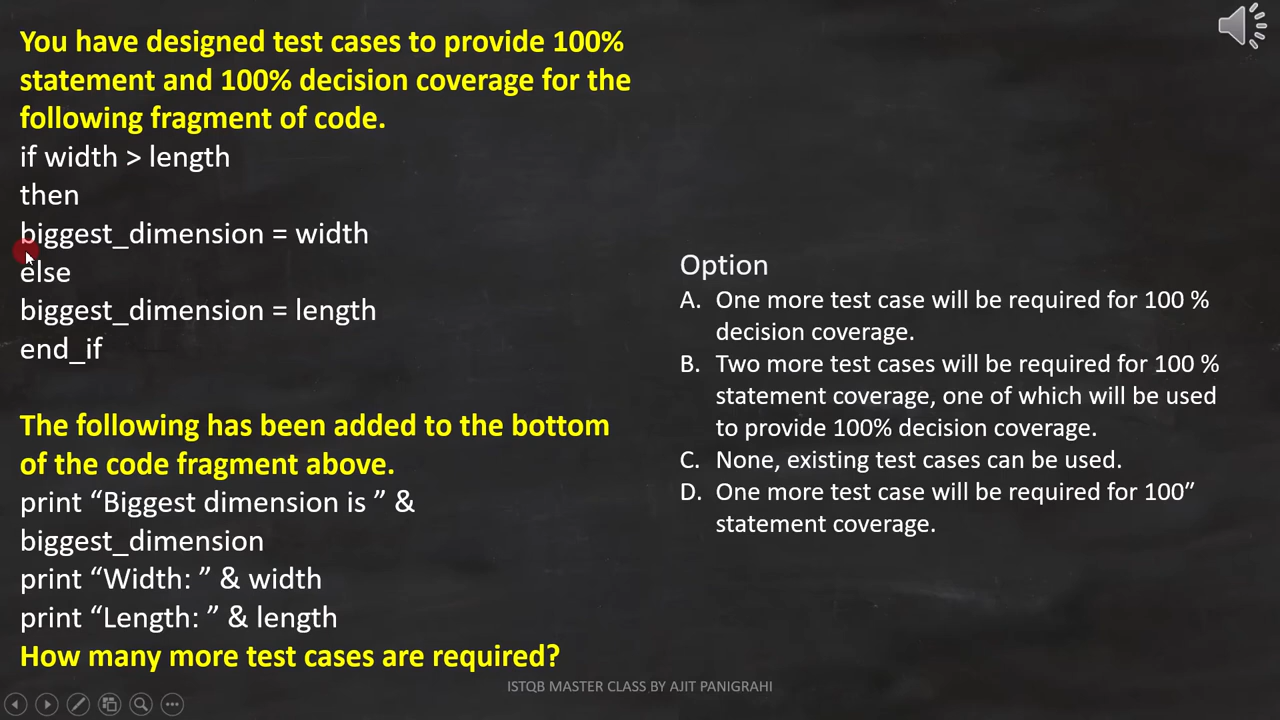 You have designed test cases to provide 100%
statement and 100% decision coverage for the
following fragment of code.
if width > length
then
biggest_dimension = width
else
biggest_dimension = length
end_if
The following has been added to the bottom
of the code fragment above.
print “Biggest dimension is ” &
biggest_dimension
print “Width: ” & width
print “Length: ” & length
How many more test cases are required?
Option
A. One more test case will be required for 100 %
decision coverage.
B. Two more test cases will be required for 100 %
statement coverage, one of which will be used
to provide 100% decision coverage.
C. None, existing test cases can be used.
D. One more test case will be required for 100”
statement coverage.
ISTQB MASTER CLASS BY AJIT PANIGRAHI